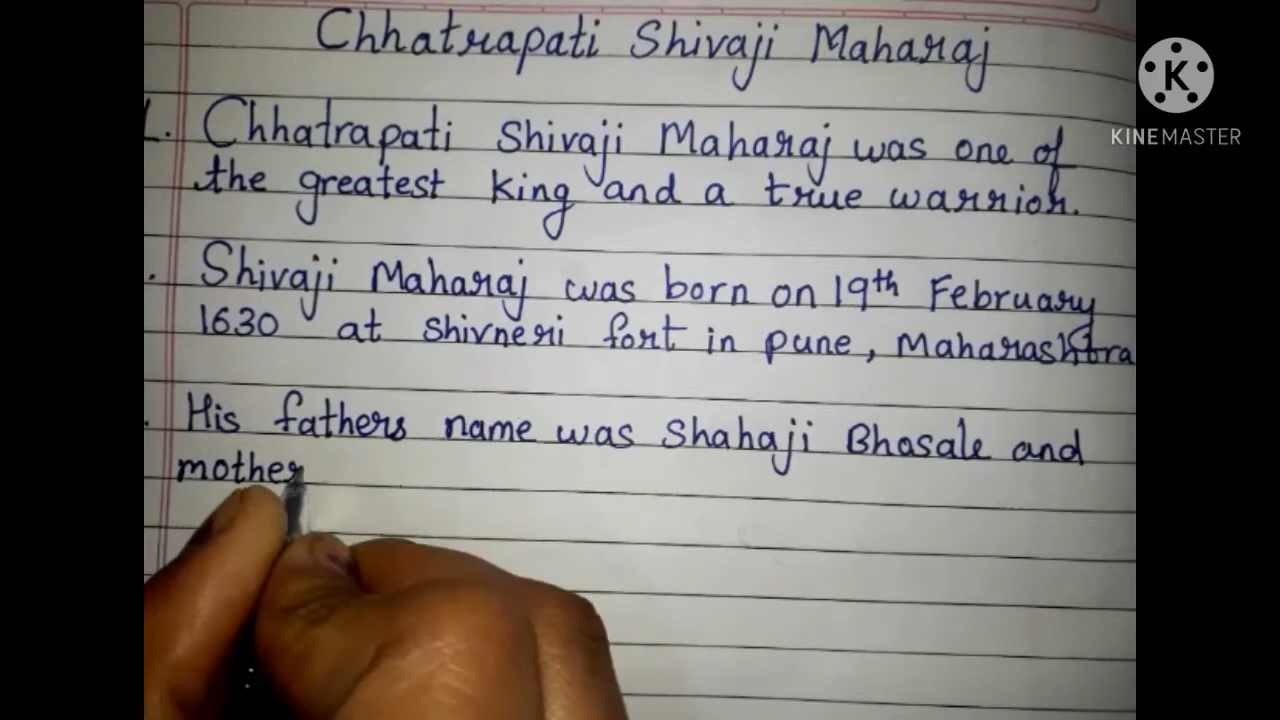 Chhatrapati Shivaji Maharaj
1. Chhatrapati Shivaji Maharaj was one of
the greatest king and a true warrior.
. Shivaji Maharaj was born on 19th February
1630 at shivneri fort in pune, Maharashtra
. His fathers name was Shahaji Bhosale and
mother
K
KINEMASTER